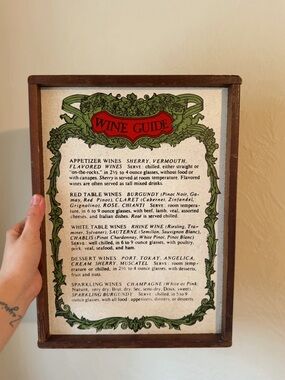 WINE GUIDE
APPETIZER WINES SHERRY, VERMOUTH,
FLAVORED WINES SERVE: chilled, either straight or
"on-the-rocks," in 2½ to 4 ounce glasses, without food or
with canapes. Sherry is served at room temperature. Flavored
wines are often served as tall mixed drinks.
RED TABLE WINES BURGUNDY (Pinot Noir, Ga-
may, Red Pinot), CLARET (Cabernet, Zinfandel,
Grignolino), ROSE, CHIANTI SERVE: room tempera-
ture, in 6 to 9 ounce glasses, with beef, lamb, veal, assorted
cheeses, and Italian dishes. Rosé is served chilled.
WHITE TABLE WINES RHINE WINE (Riesling, Tra-
miner, Sylvaner), SAUTERNE (Semillon, Sauvignon Blanc),
CHABLIS (Pinot Chardonnay, White Pinot, Pinot Blanc)
SERVE: well chilled, in 6 to 9 ounce glasses, with poultry,
pork, veal, seafood, and ham.
DESSERT WINES PORT, TOKAY, ANGELICA,
CREAM SHERRY, MUSCATEL SERVE: room temp-
erature or chilled, in 2½ to 4 ounce glasses, with desserts,
fruit and nuts.
SPARKLING WINES CHAMPAGNE (White or Pink;
Nature, very dry; Brut, dry; Sec, semi-dry; Doux, sweet),
SPARKLING BURGUNDY SERVE: chilled, in 5 to 9
ounce glasses, with all food: appetizers, dinners, or desserts.